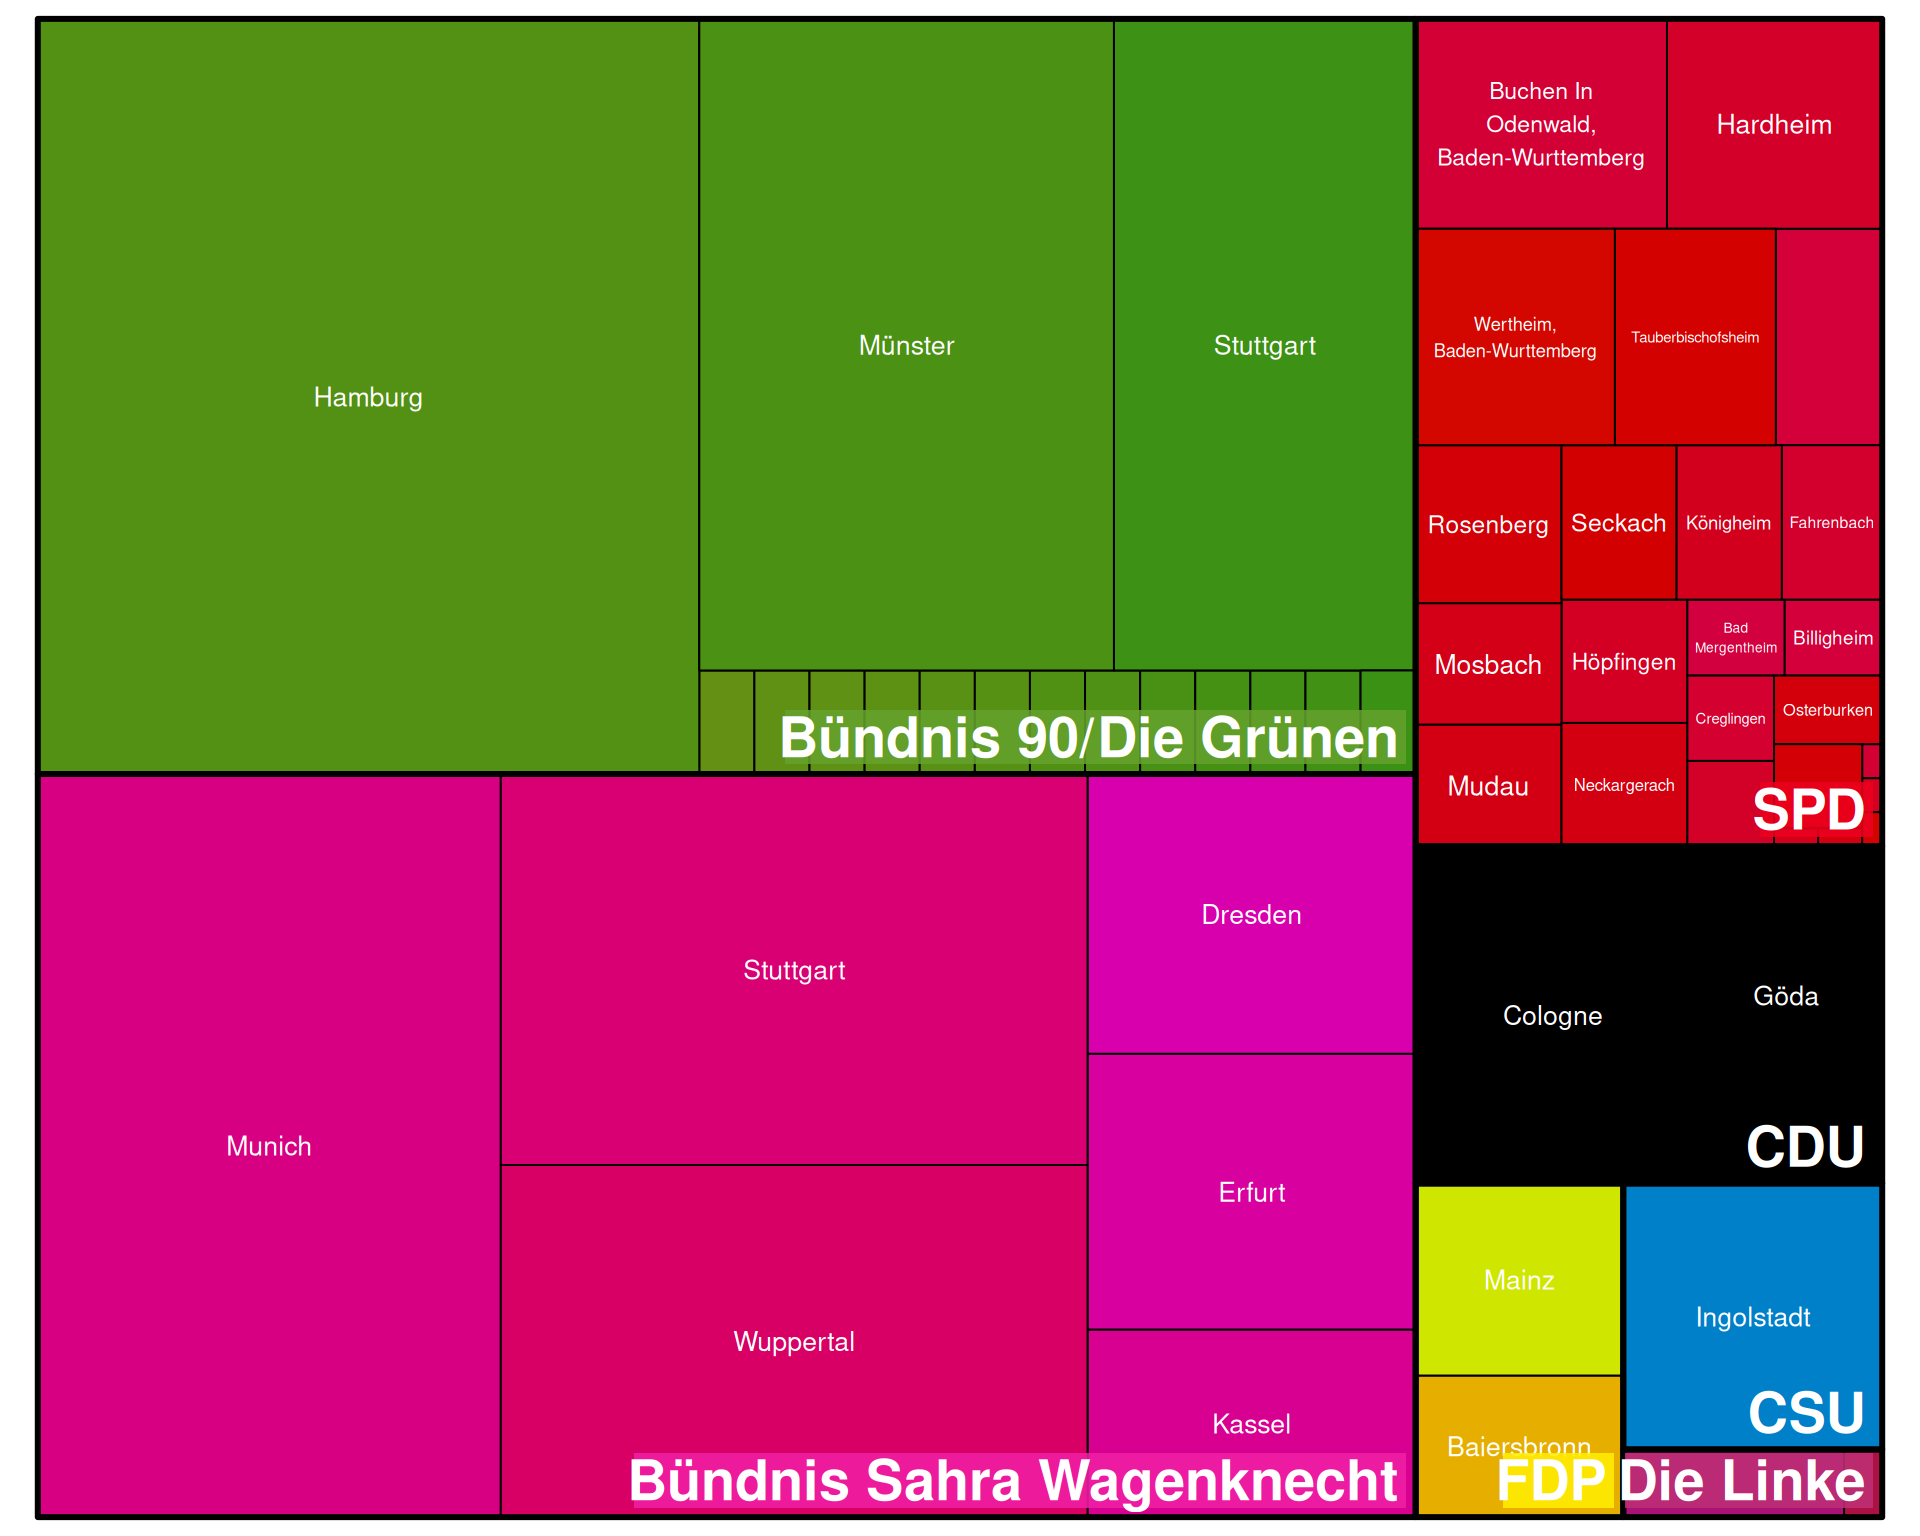 Hamburg
Münster
Stuttgart
Bündnis 90/Die Grünen
Munich
Stuttgart
Wuppertal
Dresden
Erfurt
Kassel
Bündnis Sahra Wagenknecht
Buchen In
Odenwald,
Baden-Wurttemberg
Hardheim
Wertheim,
Baden-Wurttemberg
Tauberbischofsheim
Rosenberg
Seckach
Königheim
Fahrenbach
Mosbach
Höpfingen
Bad
Mergentheim
Billigheim
Creglingen
Osterburken
Mudau
Neckargerach
SPD
Cologne
Göda
CDU
Mainz
Baiersbronn
FDP
Ingolstadt
CSU
Die Linke